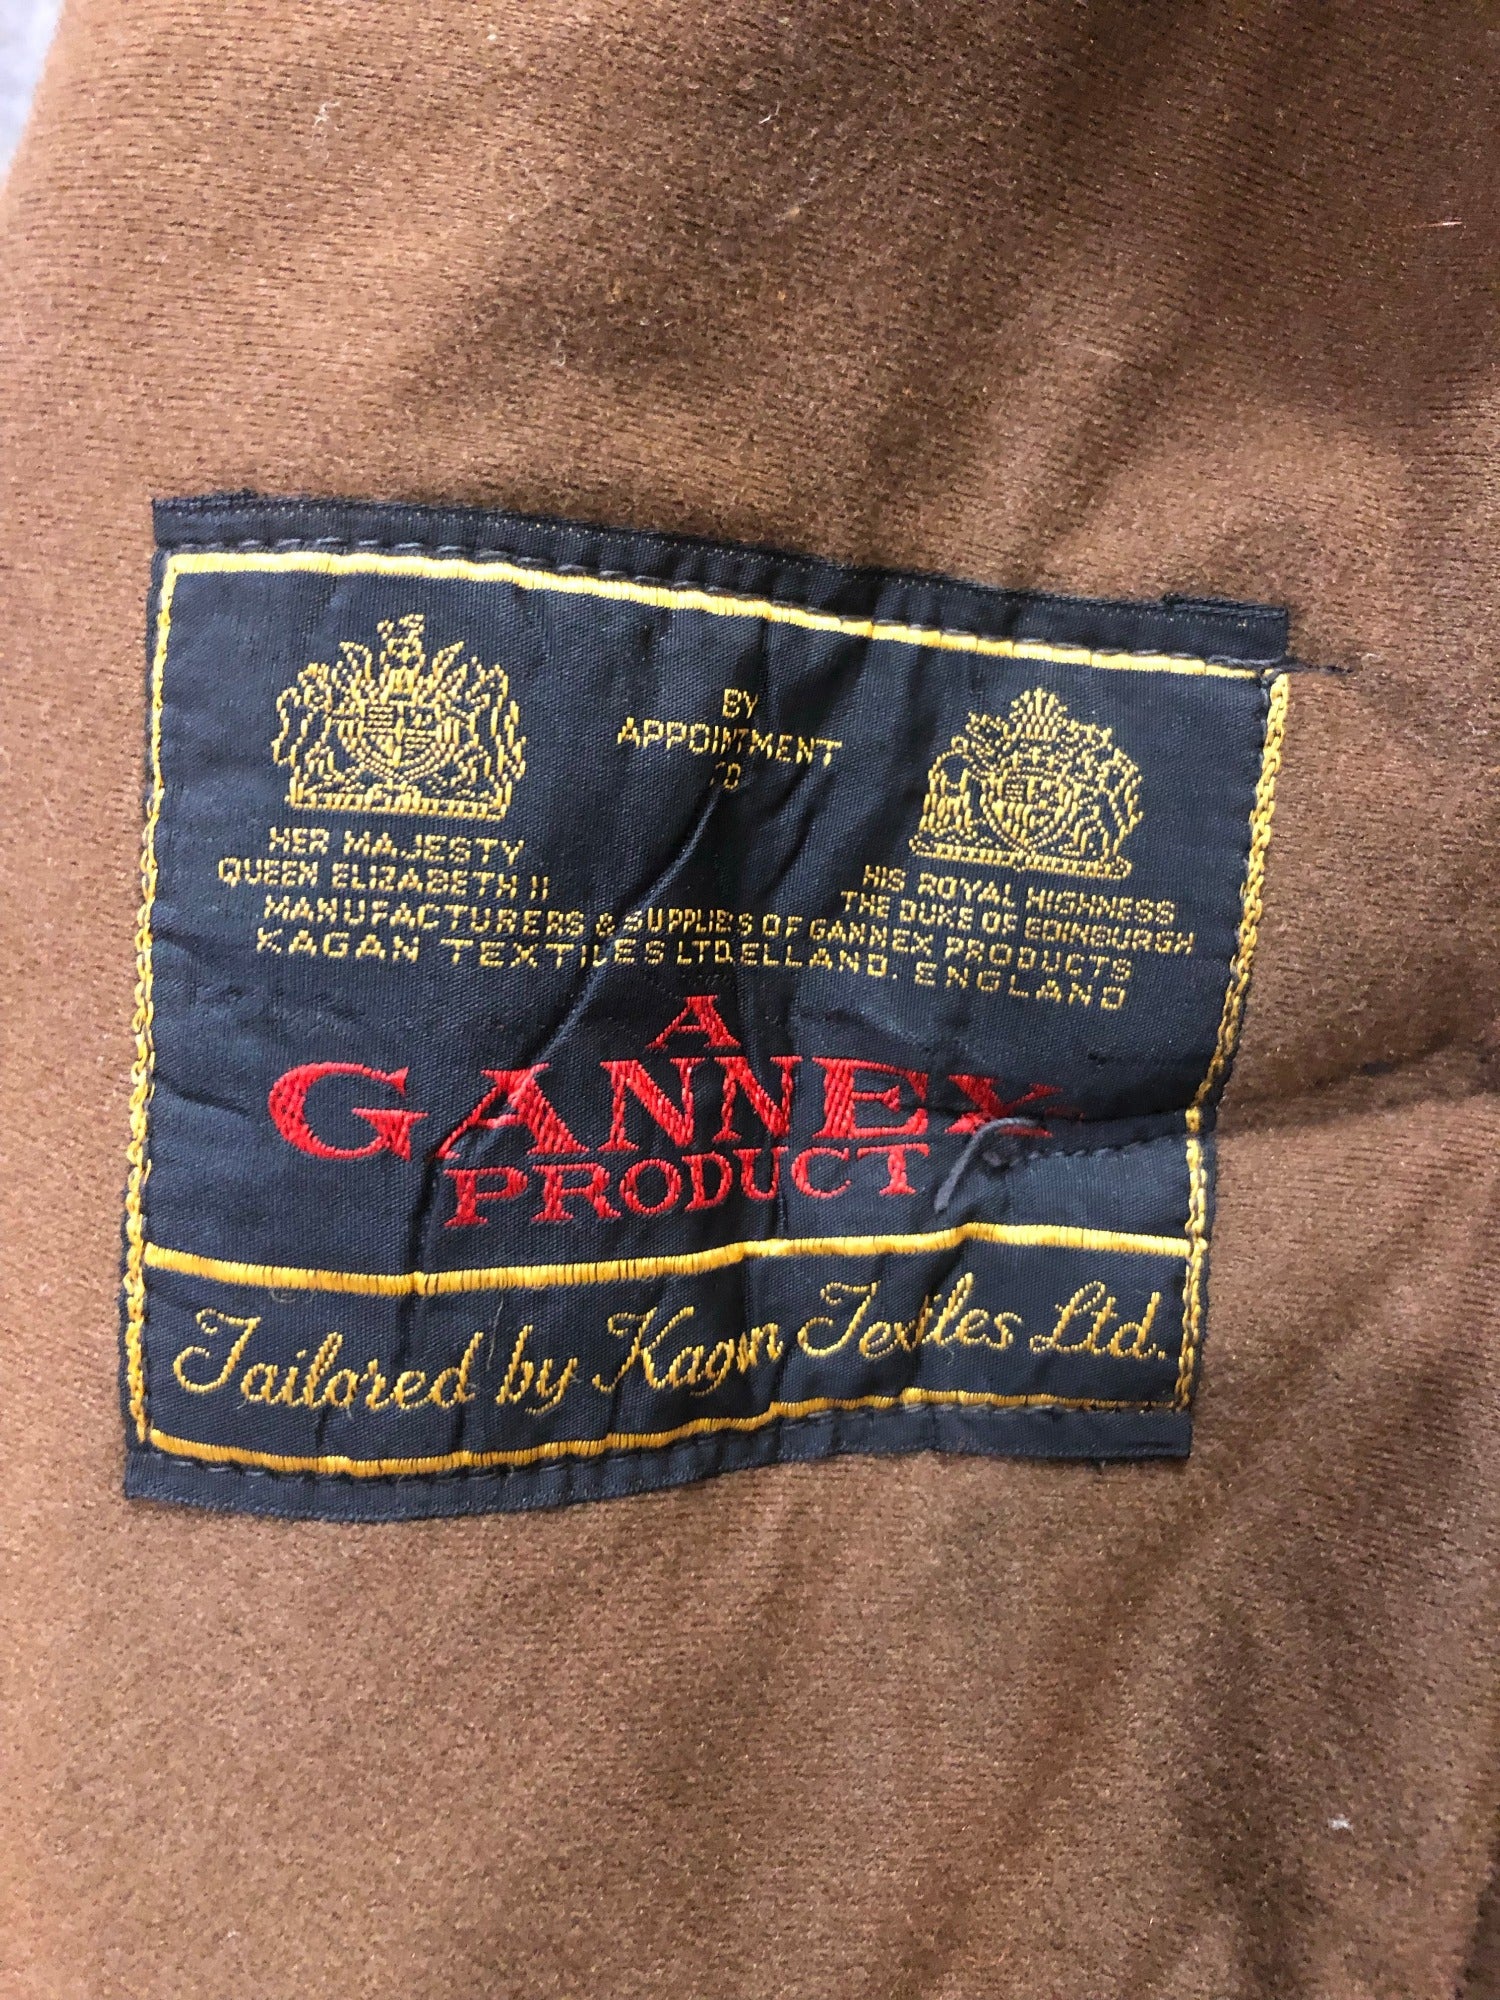 BY
APPOINTMENT
TO
HER MAJESTY
QUEEN ELIZABETH II
HIS ROYAL HIGHNESS
THE DUKE OF EDINBURGH
MANUFACTURERS & SUPPLIERS OF GANNEX PRODUCTS
KAGAN TEXTILES LTD. ELLAND. ENGLAND
A
GANNEX
PRODUCT
Tailored by Kagan Textiles Ltd.